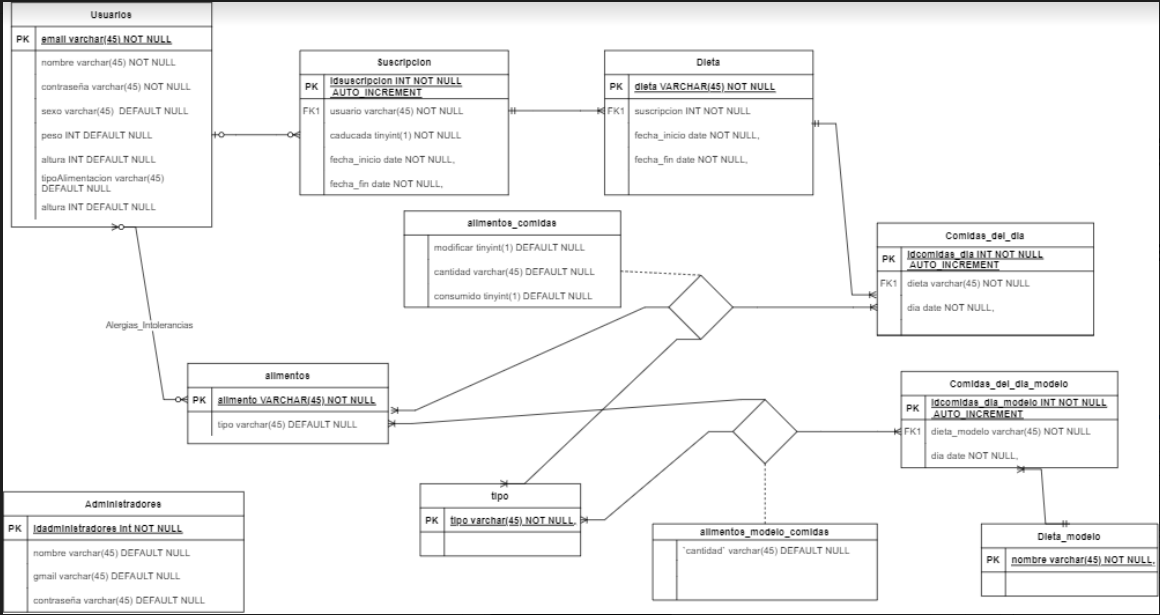 Usuarios
PK email varchar(45) NOT NULL
nombre varchar(45) NOT NULL
contraseña varchar(45) NOT NULL
sexo varchar(45) DEFAULT NULL
peso INT DEFAULT NULL
altura INT DEFAULT NULL
tipoAlimentacion varchar(45)
DEFAULT NULL
altura INT DEFAULT NULL
Suscripcion
PK idsuscripcion INT NOT NULL
AUTO_INCREMENT
FK1 usuario varchar(45) NOT NULL
caducada tinyint(1) NOT NULL
fecha_inicio date NOT NULL,
fecha_fin date NOT NULL,
Dieta
PK dieta VARCHAR(45) NOT NULL
FK1 suscripcion INT NOT NULL
fecha_inicio date NOT NULL,
fecha_fin date NOT NULL,
alimentos_comidas
modificar tinyint(1) DEFAULT NULL
cantidad varchar(45) DEFAULT NULL
consumido tinyint(1) DEFAULT NULL
Comidas_del_dia
PK idcomidas_dia INT NOT NULL
AUTO_INCREMENT
FK1 dieta varchar(45) NOT NULL
dia date NOT NULL,
Alergias_Intolerancias
alimentos
PK alimento VARCHAR(45) NOT NULL
tipo varchar(45) DEFAULT NULL
Comidas_del_dia_modelo
PK idcomidas_dia_modelo INT NOT NULL
AUTO_INCREMENT
FK1 dieta_modelo varchar(45) NOT NULL
dia date NOT NULL,
Administradores
PK idadministradores int NOT NULL
nombre varchar(45) DEFAULT NULL
gmail varchar(45) DEFAULT NULL
contraseña varchar(45) DEFAULT NULL
tipo
PK tipo varchar(45) NOT NULL,
alimentos_modelo_comidas
`cantidad` varchar(45) DEFAULT NULL
Dieta_modelo
PK nombre varchar(45) NOT NULL,